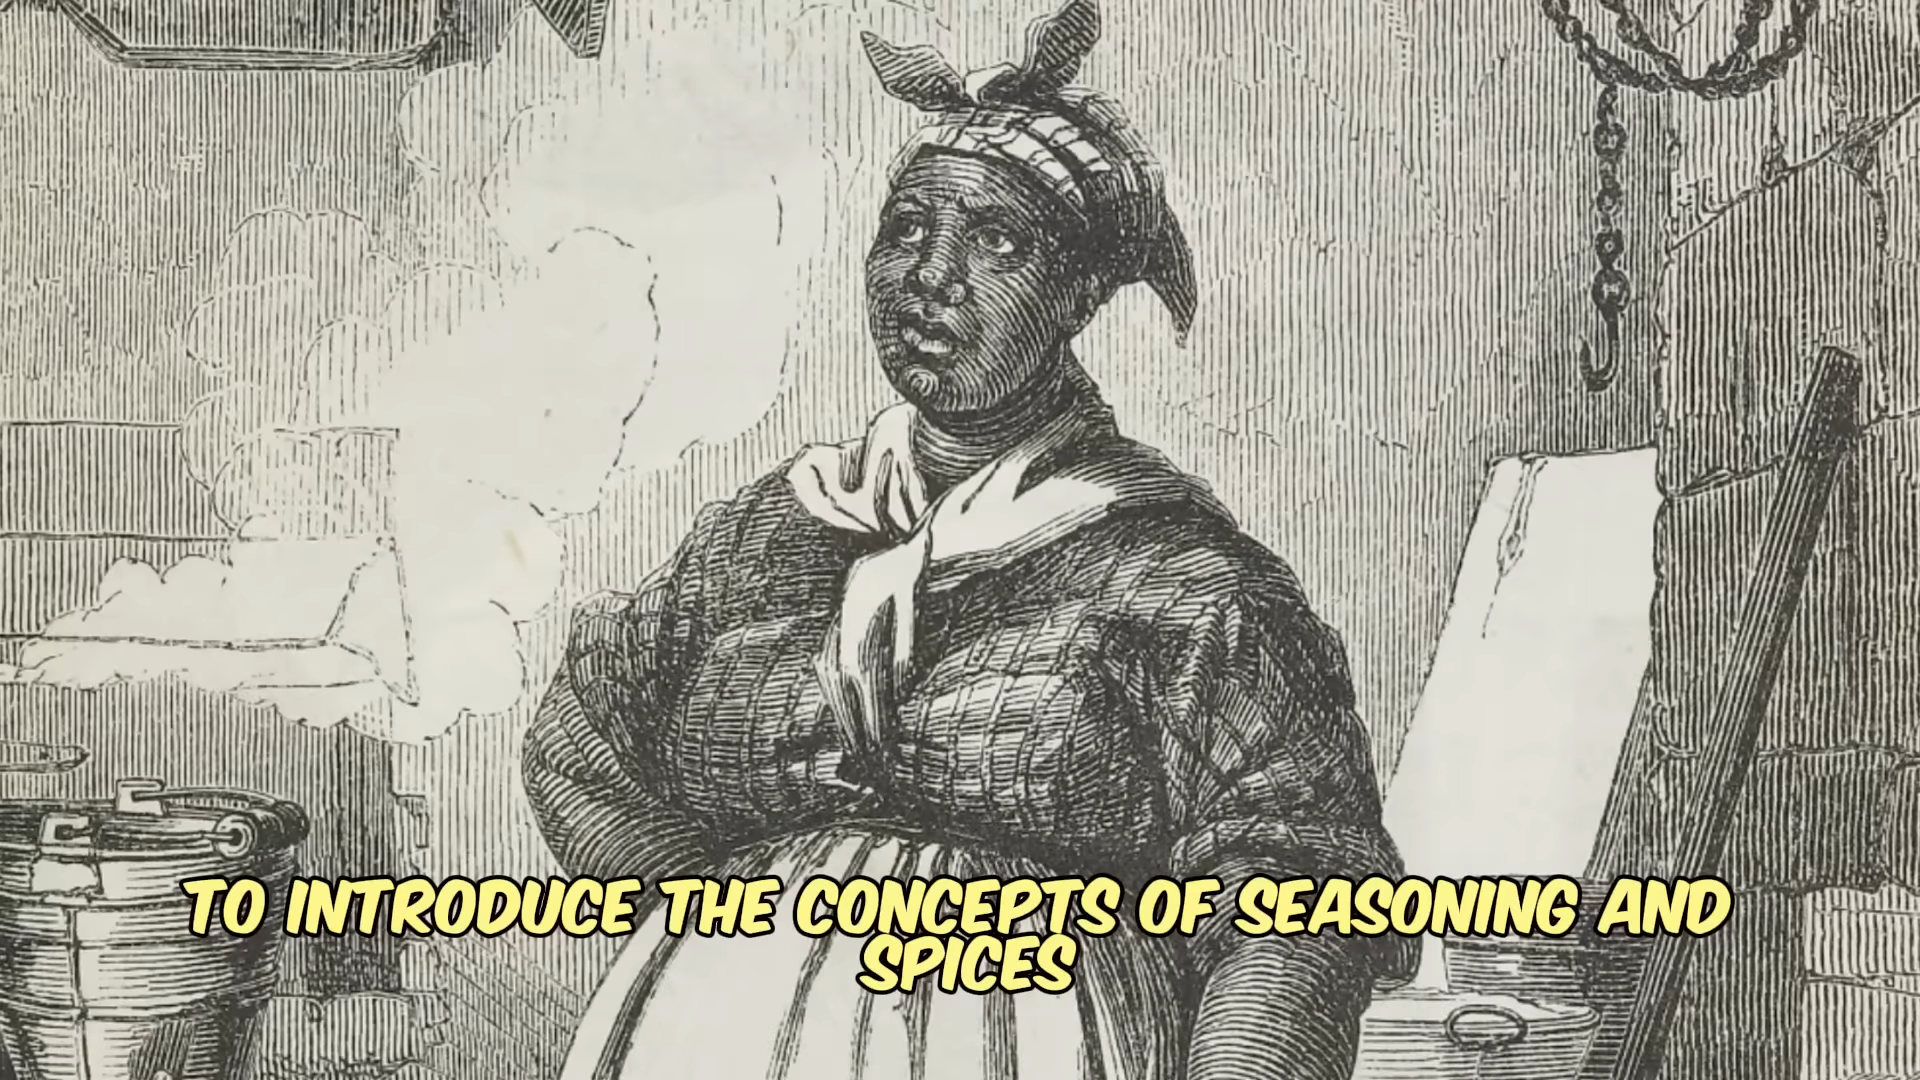 TO INTRODUCE THE CONCEPTS OF SEASONING AND
SPICES